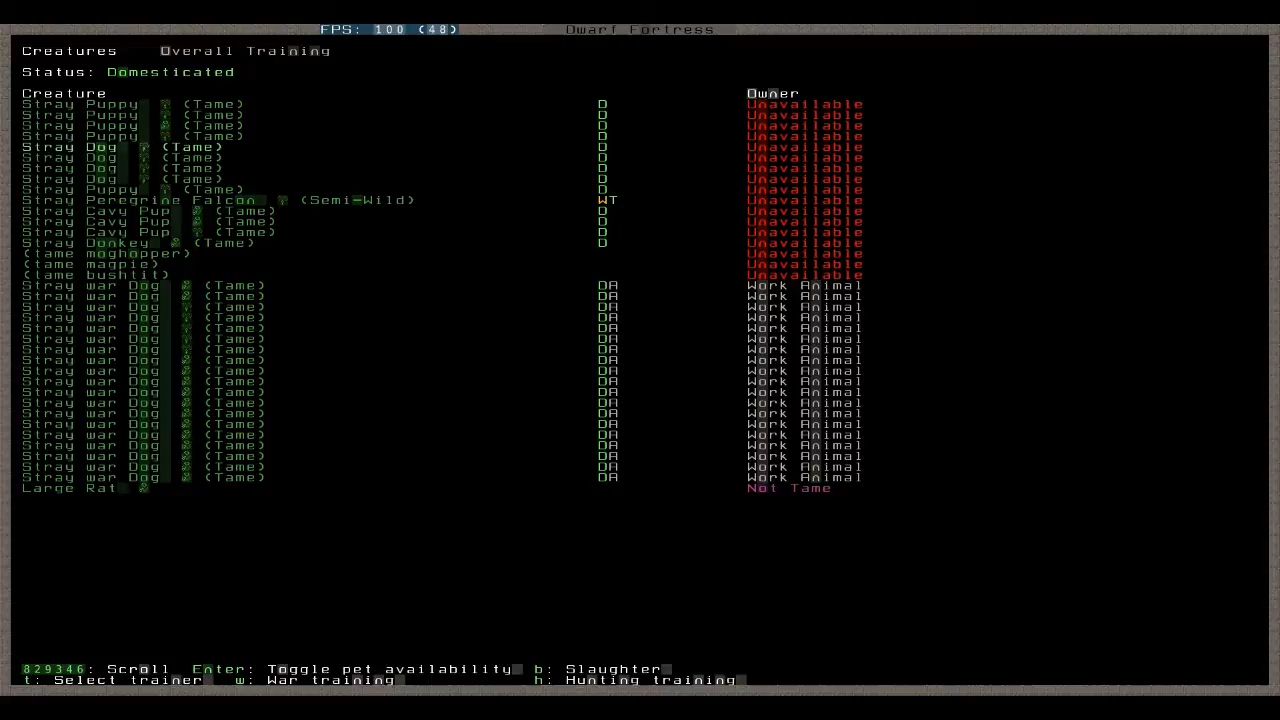 FPS: 100 (48) Dwarf Fortress
Creatures Overall Training
Status: Domesticated
Creature Owner
Stray Puppy ♀ (Tame) D Unavailable
Stray Puppy ♀ (Tame) D Unavailable
Stray Puppy ♂ (Tame) D Unavailable
Stray Puppy ♀ (Tame) D Unavailable
Stray Dog ♀ (Tame) D Unavailable
Stray Dog ♀ (Tame) D Unavailable
Stray Dog ♀ (Tame) D Unavailable
Stray Dog ♀ (Tame) D Unavailable
Stray Puppy ♀ (Tame) D Unavailable
Stray Peregrine Falcon ♀ (Semi-Wild) WT Unavailable
Stray Cavy Pup ♂ (Tame) D Unavailable
Stray Cavy Pup ♂ (Tame) D Unavailable
Stray Cavy Pup ♂ (Tame) D Unavailable
Stray Donkey ♂ (Tame) D Unavailable
(tame moghopper) Unavailable
(tame magpie) Unavailable
(tame bushtit) Unavailable
Stray war Dog ♂ (Tame) DA Work Animal
Stray war Dog ♂ (Tame) DA Work Animal
Stray war Dog ♀ (Tame) DA Work Animal
Stray war Dog ♀ (Tame) DA Work Animal
Stray war Dog ♀ (Tame) DA Work Animal
Stray war Dog ♀ (Tame) DA Work Animal
Stray war Dog ♀ (Tame) DA Work Animal
Stray war Dog ♂ (Tame) DA Work Animal
Stray war Dog ♂ (Tame) DA Work Animal
Stray war Dog ♂ (Tame) DA Work Animal
Stray war Dog ♂ (Tame) DA Work Animal
Stray war Dog ♂ (Tame) DA Work Animal
Stray war Dog ♂ (Tame) DA Work Animal
Stray war Dog ♂ (Tame) DA Work Animal
Stray war Dog ♂ (Tame) DA Work Animal
Stray war Dog ♂ (Tame) DA Work Animal
Stray war Dog ♂ (Tame) DA Work Animal
Stray war Dog ♂ (Tame) DA Work Animal
Stray war Dog ♂ (Tame) DA Work Animal
Large Rat ♂ Not Tame
829346: Scroll Enter: Toggle pet availability b: Slaughter
t: Select trainer w: War training h: Hunting training